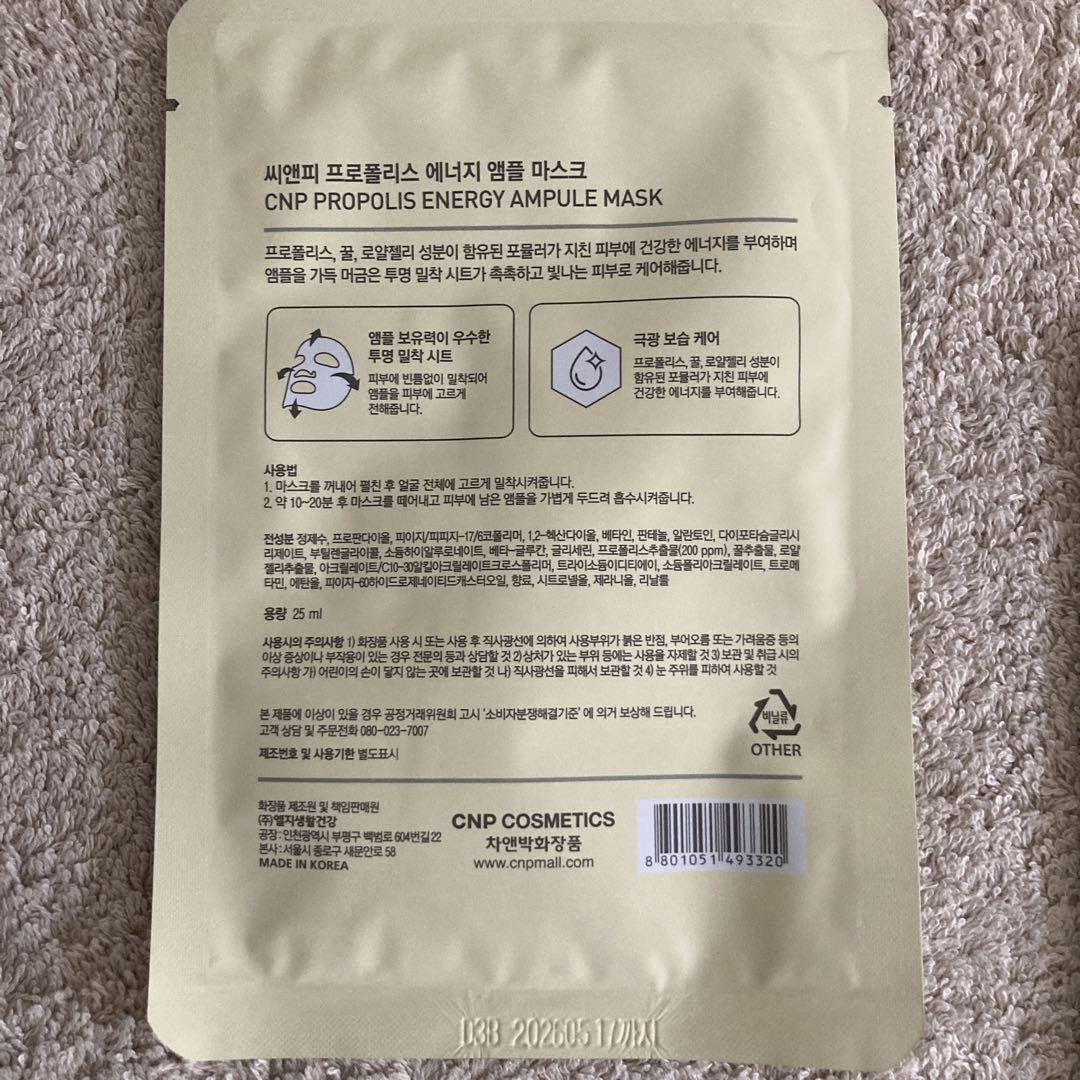 씨앤피 프로폴리스 에너지 앰플 마스크
CNP PROPOLIS ENERGY AMPULE MASK
프로폴리스, 꿀, 로얄젤리 성분이 함유된 포뮬러가 지친 피부에 건강한 에너지를 부여하며
앰플을 가득 머금은 투명 밀착 시트가 촉촉하고 빛나는 피부로 케어해줍니다.
앰플 보유력이 우수한
투명 밀착 시트
피부에 빈틈없이 밀착되어
앰플을 피부에 고르게
전해줍니다.
극광 보습 케어
프로폴리스, 꿀, 로얄젤리 성분이
함유된 포뮬러가 지친 피부에
건강한 에너지를 부여해줍니다.
사용법
1. 마스크를 꺼내어 펼친 후 얼굴 전체에 고르게 밀착시켜줍니다.
2. 약 10~20분 후 마스크를 떼어내고 피부에 남은 앰플을 가볍게 두드려 흡수시켜줍니다.
전성분 정제수, 프로판다이올, 피이지/피피지-17/6코폴리머, 1,2-헥산다이올, 베타인, 판테놀, 알란토인, 다이포타슘글리시
리제이트, 부틸렌글라이콜, 소듐하이알루로네이트, 베타-글루칸, 글리세린, 프로폴리스추출물(200 ppm), 꿀추출물, 로얄
젤리추출물, 아크릴레이트/C10-30알킬아크릴레이트크로스폴리머, 트라이소듐이디티에이, 소듐폴리아크릴레이트, 트로메
타민, 에탄올, 피이지-60하이드로제네이티드캐스터오일, 향료, 시트로넬올, 제라니올, 리날룰
용량 25 ml
사용시의 주의사항 1) 화장품 사용 시 또는 사용 후 직사광선에 의하여 사용부위가 붉은 반점, 부어오름 또는 가려움증 등의
이상 증상이나 부작용이 있는 경우 전문의 등과 상담할 것 2) 상처가 있는 부위 등에는 사용을 자제할 것 3) 보관 및 취급 시의
주의사항 가) 어린이의 손이 닿지 않는 곳에 보관할 것 나) 직사광선을 피해서 보관할 것 4) 눈 주위를 피하여 사용할 것
본 제품에 이상이 있을 경우 공정거래위원회 고시 '소비자분쟁해결기준' 에 의거 보상해 드립니다.
고객 상담 및 주문전화 080-023-7007
제조번호 및 사용기한 별도표시
비닐류
OTHER
화장품 제조원 및 책임판매원
(주)엘지생활건강
공장 : 인천광역시 부평구 백범로 604번길 22
본사 : 서울시 종로구 새문안로 58
MADE IN KOREA
CNP COSMETICS
차앤박화장품
www.cnpmall.com
8 801051 493320
D3B 20260517까지